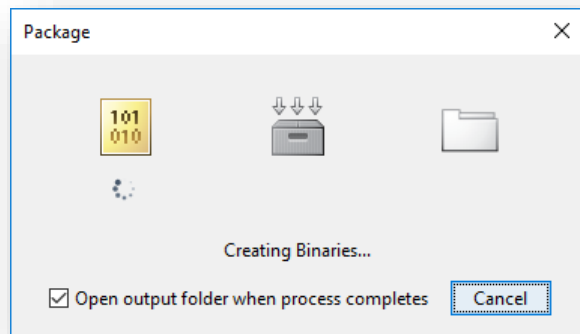 Package
101
010
Creating Binaries...
Open output folder when process completes
Cancel